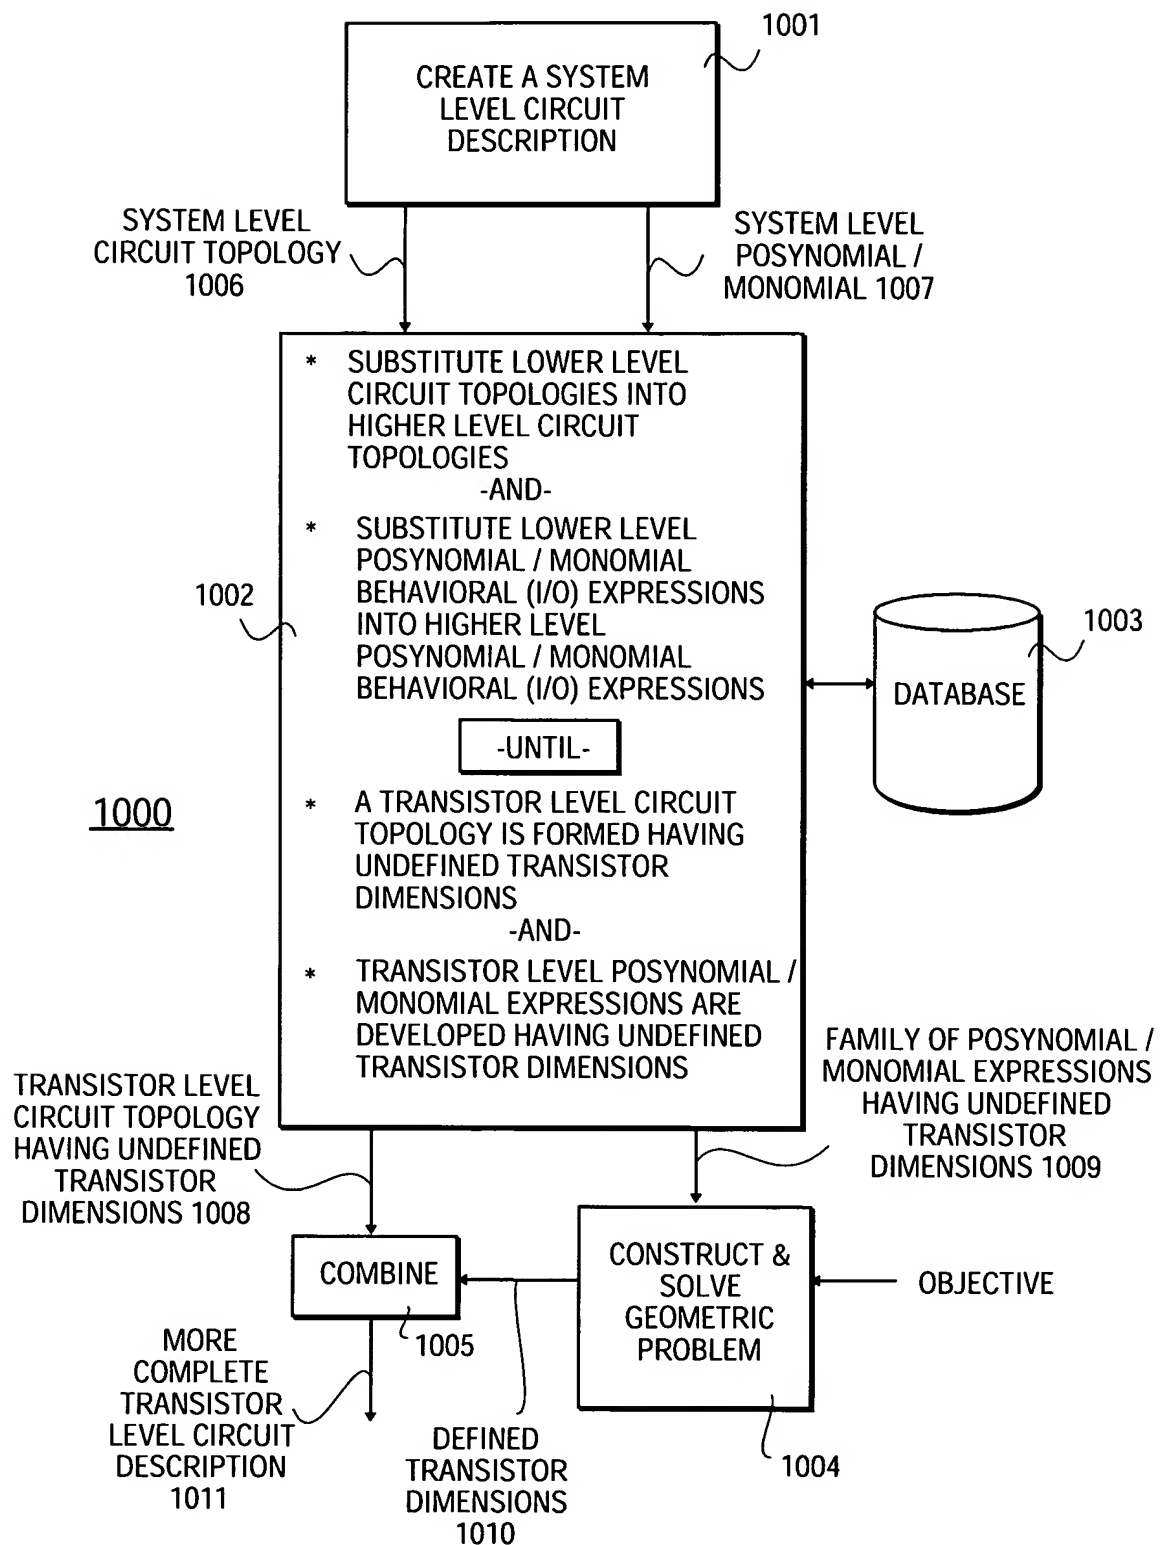 1001
CREATE A SYSTEM
LEVEL CIRCUIT
DESCRIPTION
SYSTEM LEVEL
CIRCUIT TOPOLOGY
1006
SYSTEM LEVEL
POSYNOMIAL /
MONOMIAL 1007
* SUBSTITUTE LOWER LEVEL
CIRCUIT TOPOLOGIES INTO
HIGHER LEVEL CIRCUIT
TOPOLOGIES
-AND-
* SUBSTITUTE LOWER LEVEL
POSYNOMIAL / MONOMIAL
BEHAVIORAL (I/O) EXPRESSIONS
INTO HIGHER LEVEL
POSYNOMIAL / MONOMIAL
BEHAVIORAL (I/O) EXPRESSIONS
-UNTIL-
* A TRANSISTOR LEVEL CIRCUIT
TOPOLOGY IS FORMED HAVING
UNDEFINED TRANSISTOR
DIMENSIONS
-AND-
* TRANSISTOR LEVEL POSYNOMIAL /
MONOMIAL EXPRESSIONS ARE
DEVELOPED HAVING UNDEFINED
TRANSISTOR DIMENSIONS
1002
1003
DATABASE
1000
TRANSISTOR LEVEL
CIRCUIT TOPOLOGY
HAVING UNDEFINED
TRANSISTOR
DIMENSIONS 1008
FAMILY OF POSYNOMIAL /
MONOMIAL EXPRESSIONS
HAVING UNDEFINED
TRANSISTOR
DIMENSIONS 1009
COMBINE
1005
CONSTRUCT &
SOLVE
GEOMETRIC
PROBLEM
OBJECTIVE
1004
MORE
COMPLETE
TRANSISTOR
LEVEL CIRCUIT
DESCRIPTION
1011
DEFINED
TRANSISTOR
DIMENSIONS
1010